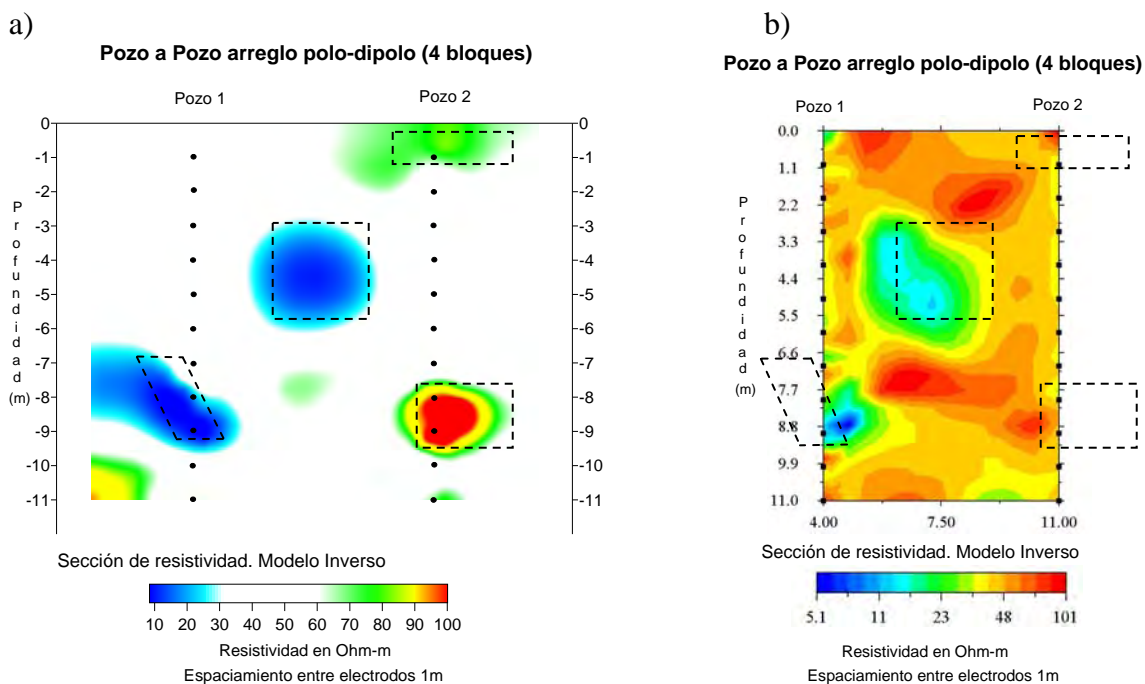 a)
Pozo a Pozo arreglo polo-dipolo (4 bloques)
Pozo 1
Pozo 2
0
-1
-2
-3
-4
-5
-6
-7
-8
-9
-10
-11
-0
-1
-2
-3
-4
-5
-6
-7
-8
-9
-10
-11
Profundidad
(m)
Sección de resistividad. Modelo Inverso
10 20 30 40 50 60 70 80 90 100
Resistividad en Ohm-m
Espaciamiento entre electrodos 1m
b)
Pozo a Pozo arreglo polo-dipolo (4 bloques)
Pozo 1
Pozo 2
0.0
1.1
2.2
3.3
4.4
5.5
6.6
7.7
8.8
9.9
11.0
Profundidad
(m)
4.00 7.50 11.00
Sección de resistividad. Modelo Inverso
5.1 11 23 48 101
Resistividad en Ohm-m
Espaciamiento entre electrodos 1m